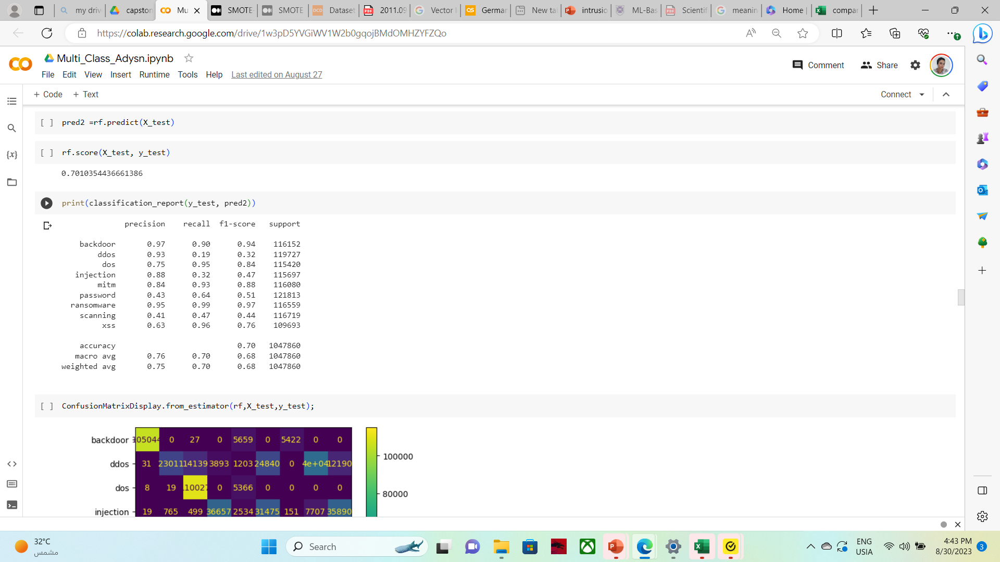 my driv
capston
Mu
SMOTE-
SMOTE
Dataset
2011.09
Vector
German
New ta
intrusio
ML-Bas
Scientif
meanin
Home
compar
https://colab.research.google.com/drive/1w3pD5YVGiWV1W2b0gqojBMdOMHZYFZQo
Multi_Class_Adysn.ipynb
Comment Share
File Edit View Insert Runtime Tools Help Last edited on August 27
+ Code + Text Connect
[ ] pred2 =rf.predict(X_test)
[ ] rf.score(X_test, y_test)
0.7010354436661386
print(classification_report(y_test, pred2))
precision recall f1-score support
backdoor 0.97 0.90 0.94 116152
ddos 0.93 0.19 0.32 119727
dos 0.75 0.95 0.84 115420
injection 0.88 0.32 0.47 115697
mitm 0.84 0.93 0.88 116080
password 0.43 0.64 0.51 121813
ransomware 0.95 0.99 0.97 116559
scanning 0.41 0.47 0.44 116719
xss 0.63 0.96 0.76 109693
accuracy 0.70 1047860
macro avg 0.76 0.70 0.68 1047860
weighted avg 0.75 0.70 0.68 1047860
[ ] ConfusionMatrixDisplay.from_estimator(rf,X_test,y_test);
backdoor 105044 0 27 0 5659 0 5422 0 0
100000
ddos 31 23011 14139 3893 1203 24840 0 4e+04 12190
dos 8 19 110027 0 5366 0 0 0 0
80000
injection 19 765 499 36657 2534 31475 151 7707 35890
32°C
مشمس
Search
ENG
USIA
4:43 PM
8/30/2023
3